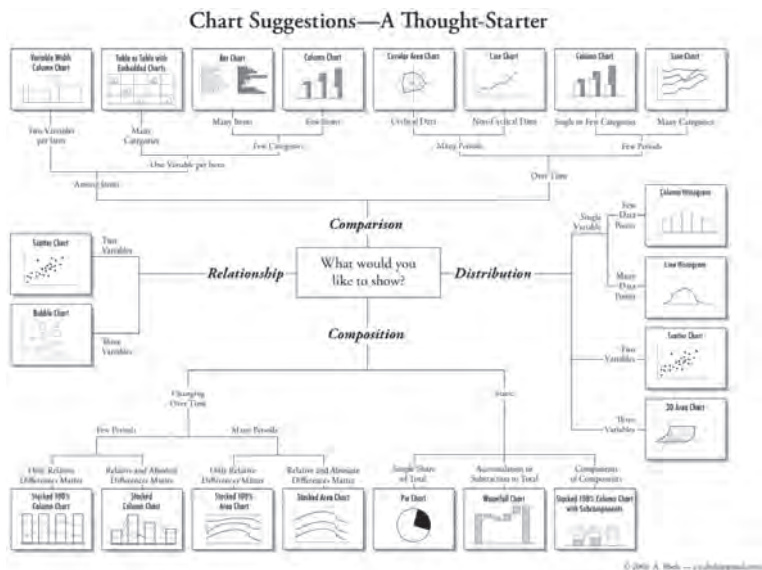 Chart Suggestions—A Thought-Starter
Variable Width
Column Chart
Table or Table with
Embedded Charts
Bar Chart
Column Chart
Circular Area Chart
Line Chart
Column Chart
Line Chart
Two Variables
per Item
Many
Categories
Many Items
Few Items
Cyclical Data
Non-Cyclical Data
Single or Few Categories
Many Categories
Few Categories
Many Periods
Few Periods
One Variable per Item
Among Items
Over Time
Comparison
What would you
like to show?
Relationship
Two
Variables
Scatter Chart
Three
Variables
Bubble Chart
Distribution
Single
Variable
Few
Data
Points
Column Histogram
Many
Data
Points
Line Histogram
Two
Variables
Scatter Chart
Three
Variables
3D Area Chart
Composition
Changing
Over Time
Static
Few Periods
Many Periods
Only Relative
Differences Matter
Relative and Absolute
Differences Matter
Only Relative
Differences Matter
Relative and Absolute
Differences Matter
Simple Share
of Total
Accumulation or
Subtraction to Total
Components
of Components
Stacked 100%
Column Chart
Stacked
Column Chart
Stacked 100%
Area Chart
Stacked Area Chart
Pie Chart
Waterfall Chart
Stacked 100% Column Chart
with Subcomponents